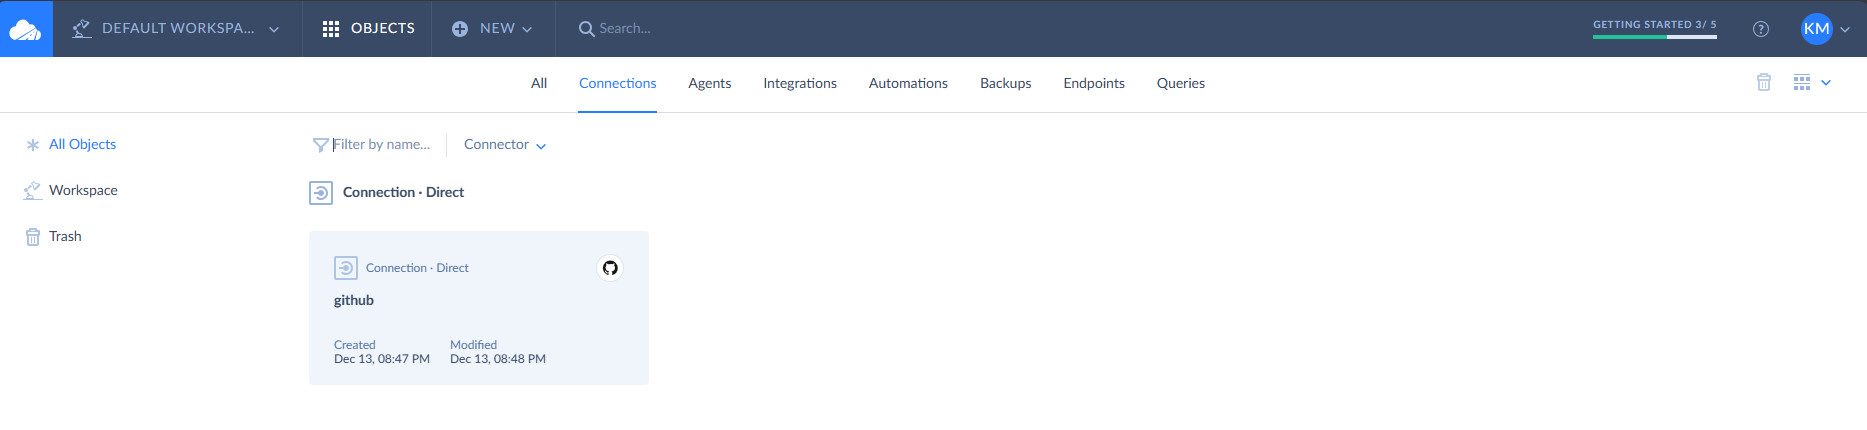 DEFAULT WORKSPA... OBJECTS NEW Search... GETTING STARTED 3/ 5 ? KM
All Connections Agents Integrations Automations Backups Endpoints Queries
All Objects
Workspace
Trash
Filter by name... Connector
Connection · Direct
Connection · Direct
github
Created Modified
Dec 13, 08:47 PM Dec 13, 08:48 PM